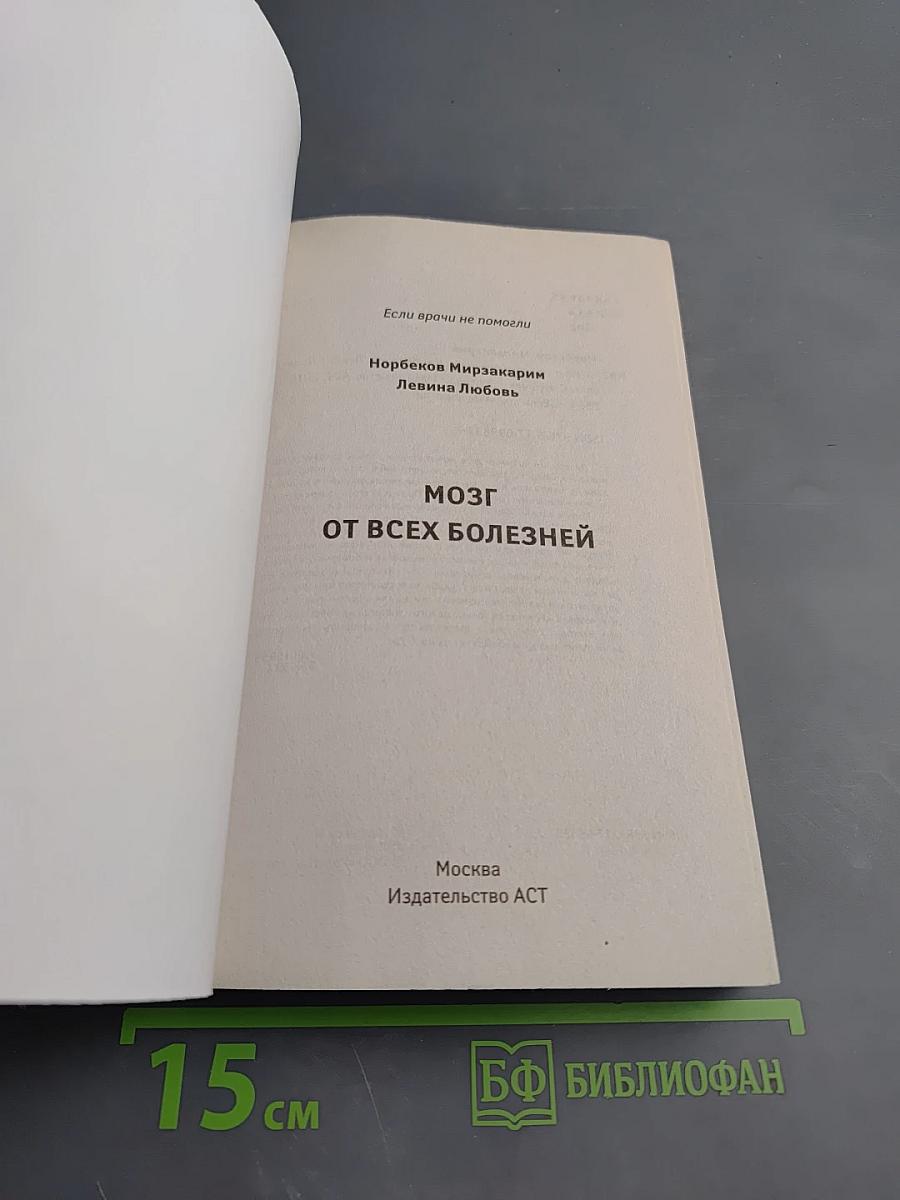 Если врачи не помогли
Норбеков Мирзакарим
Левина Любовь
МОЗГ
ОТ ВСЕХ БОЛЕЗНЕЙ
Москва
Издательство АСТ
15 см
БФ БИБЛИОФАН